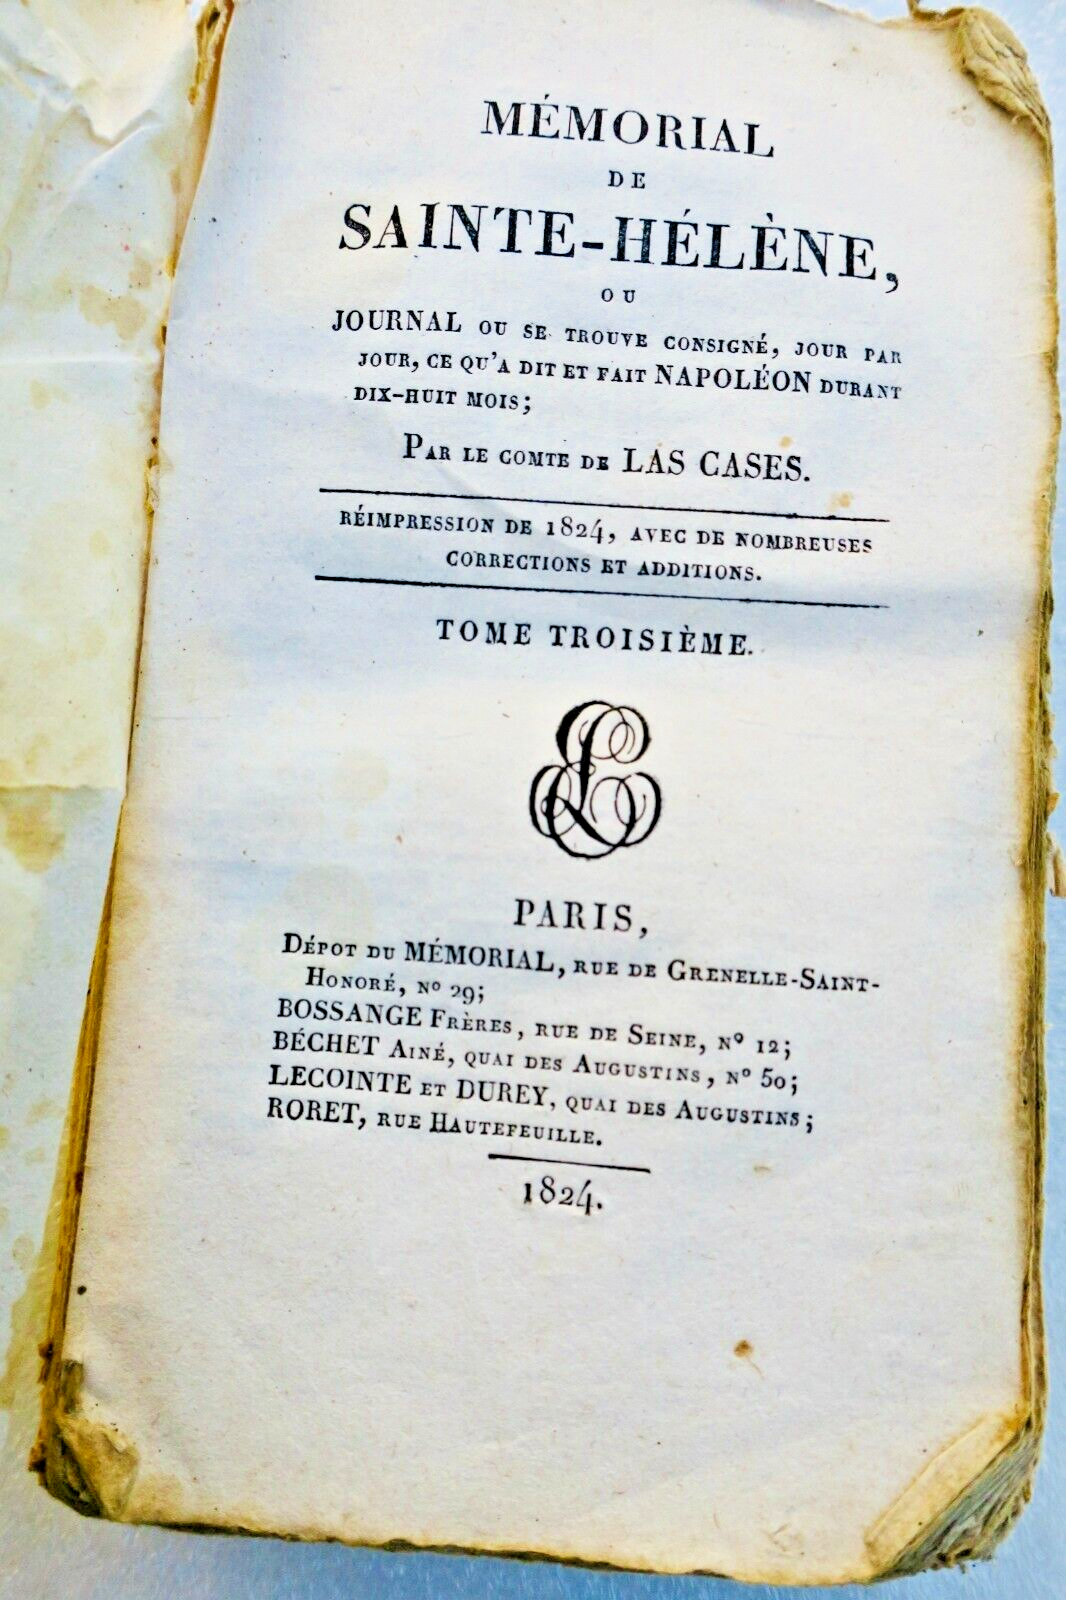 MÉMORIAL
DE
SAINTE-HÉLÈNE,
OU
JOURNAL OU SE TROUVE CONSIGNÉ, JOUR PAR
JOUR, CE QU'A DIT ET FAIT NAPOLÉON DURANT
DIX-HUIT MOIS;
PAR LE COMTE DE LAS CASES.
RÉIMPRESSION DE 1824, AVEC DE NOMBREUSES
CORRECTIONS ET ADDITIONS.
TOME TROISIÈME.
PARIS,
DÉPOT DU MÉMORIAL, RUE DE GRENELLE-SAINT-
HONORÉ, N° 29;
BOSSANGE FRÈRES, RUE DE SEINE, N° 12;
BÉCHET AINÉ, QUAI DES AUGUSTINS, N° 50;
LECOINTE ET DUREY, QUAI DES AUGUSTINS;
RORET, RUE HAUTEFEUILLE.
1824.